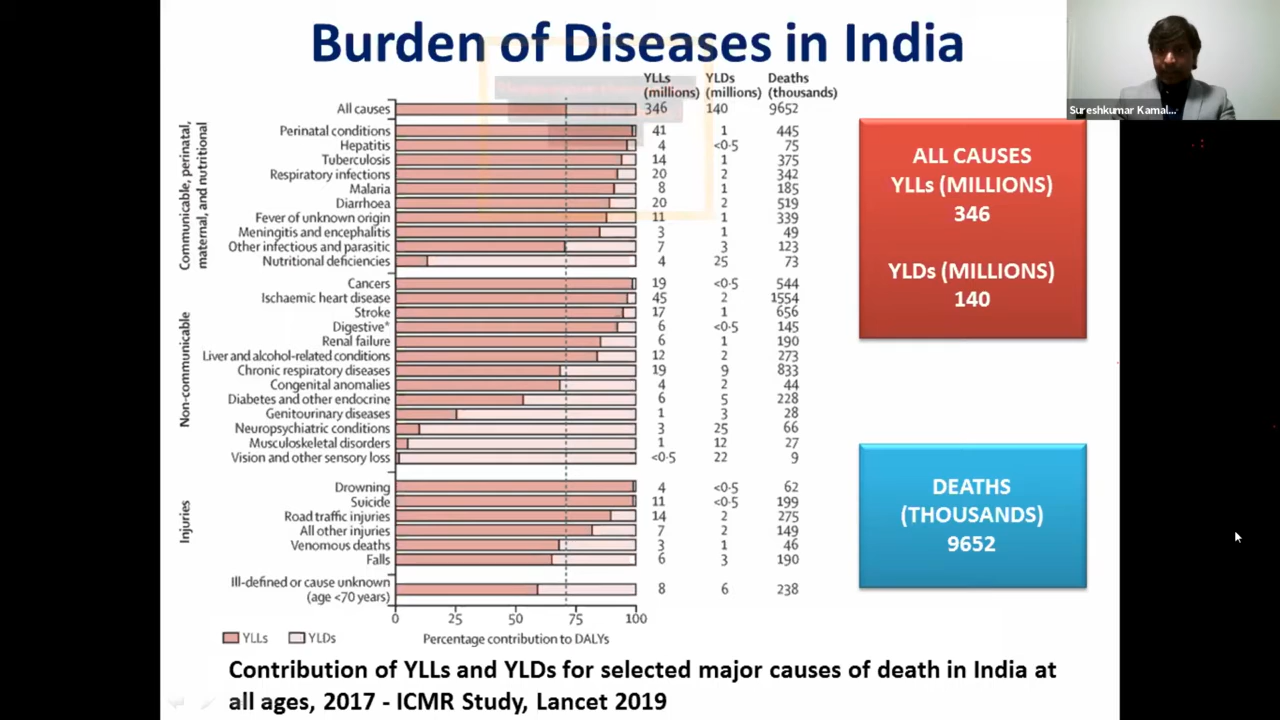 Burden of Diseases in India
Sureshkumar Kamal...
YLLs (millions) YLDs (millions) Deaths (thousands)
All causes 346 140 9652
Communicable, perinatal, maternal, and nutritional
Perinatal conditions 41 1 445
Hepatitis 4 <0·5 75
Tuberculosis 14 1 375
Respiratory infections 20 2 342
Malaria 8 1 185
Diarrhoea 20 2 519
Fever of unknown origin 11 1 339
Meningitis and encephalitis 3 1 49
Other infectious and parasitic 7 3 123
Nutritional deficiencies 4 25 73
Non-communicable
Cancers 19 <0·5 544
Ischaemic heart disease 45 2 1554
Stroke 17 1 656
Digestive* 6 <0·5 145
Renal failure 6 1 190
Liver and alcohol-related conditions 12 2 273
Chronic respiratory diseases 19 9 833
Congenital anomalies 4 2 44
Diabetes and other endocrine 6 5 228
Genitourinary diseases 1 3 28
Neuropsychiatric conditions 3 25 66
Musculoskeletal disorders 1 12 27
Vision and other sensory loss <0·5 22 9
Injuries
Drowning 4 <0·5 62
Suicide 11 <0·5 199
Road traffic injuries 14 2 275
All other injuries 7 2 149
Venomous deaths 3 1 46
Falls 6 3 190
Ill-defined or cause unknown
(age <70 years) 8 6 238
0 25 50 75 100
YLLs YLDs Percentage contribution to DALYs
ALL CAUSES
YLLs (MILLIONS)
346
YLDs (MILLIONS)
140
DEATHS
(THOUSANDS)
9652
Contribution of YLLs and YLDs for selected major causes of death in India at
all ages, 2017 - ICMR Study, Lancet 2019